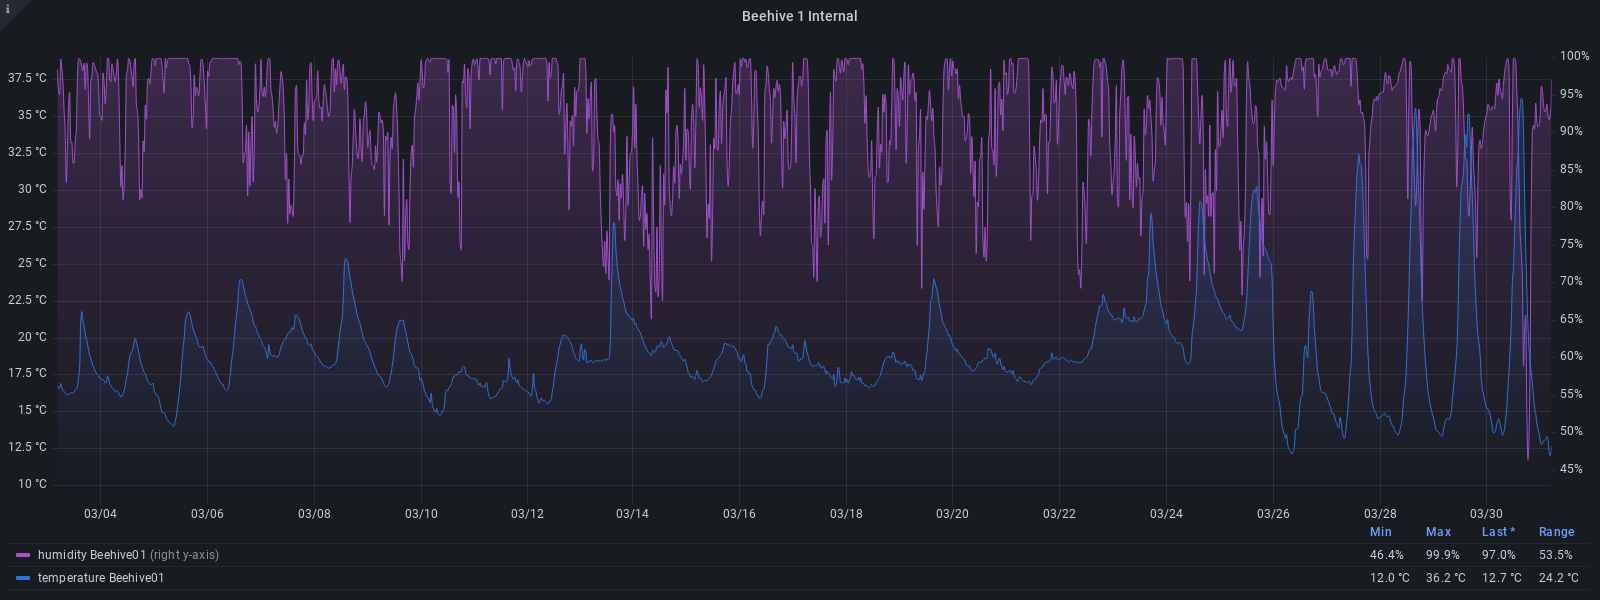 i
Beehive 1 Internal
37.5 °C
35 °C
32.5 °C
30 °C
27.5 °C
25 °C
22.5 °C
20 °C
17.5 °C
15 °C
12.5 °C
10 °C
100%
95%
90%
85%
80%
75%
70%
65%
60%
55%
50%
45%
03/04 03/06 03/08 03/10 03/12 03/14 03/16 03/18 03/20 03/22 03/24 03/26 03/28 03/30
Min Max Last * Range
humidity Beehive01 (right y-axis) 46.4% 99.9% 97.0% 53.5%
temperature Beehive01 12.0 °C 36.2 °C 12.7 °C 24.2 °C